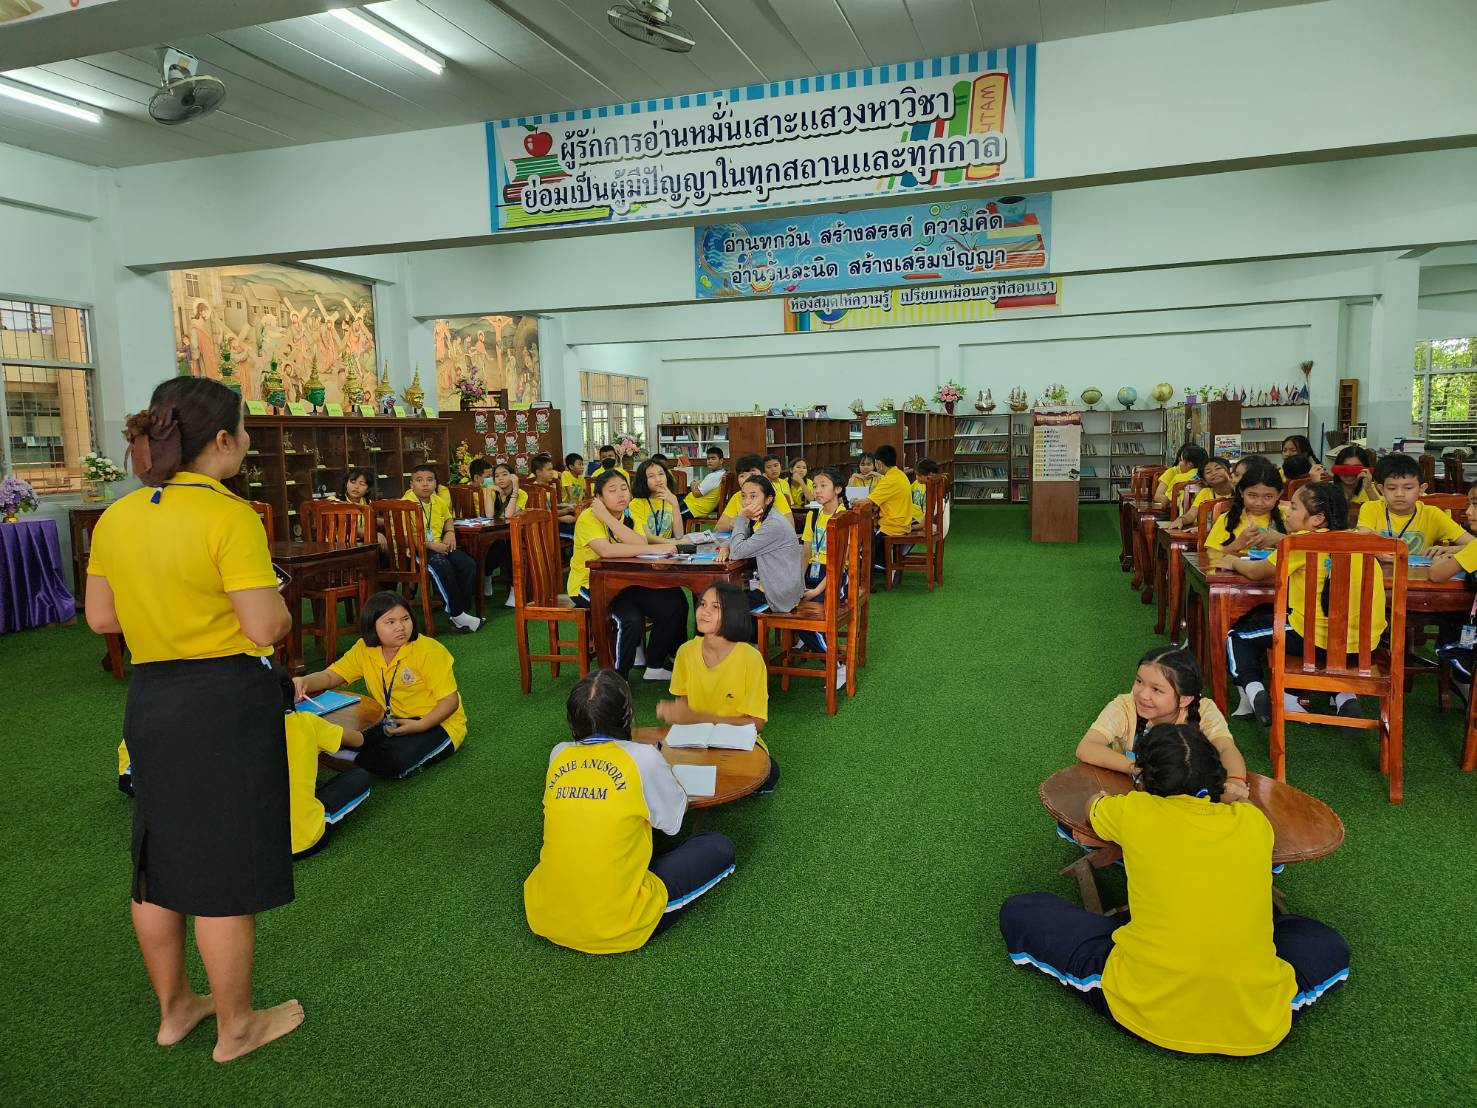 ผู้รักการอ่านหมั่นเสาะแสวงหาวิชา
ย่อมเป็นผู้มีปัญญาในทุกสถานและทุกกาล
อ่านทุกวัน สร้างสรรค์ ความคิด
อ่านวันละนิด สร้างเสริมปัญญา
ห้องสมุดให้ความรู้ เปรียบเหมือนครูที่สอนเรา
MARIE ANUSORN
BURIRAM